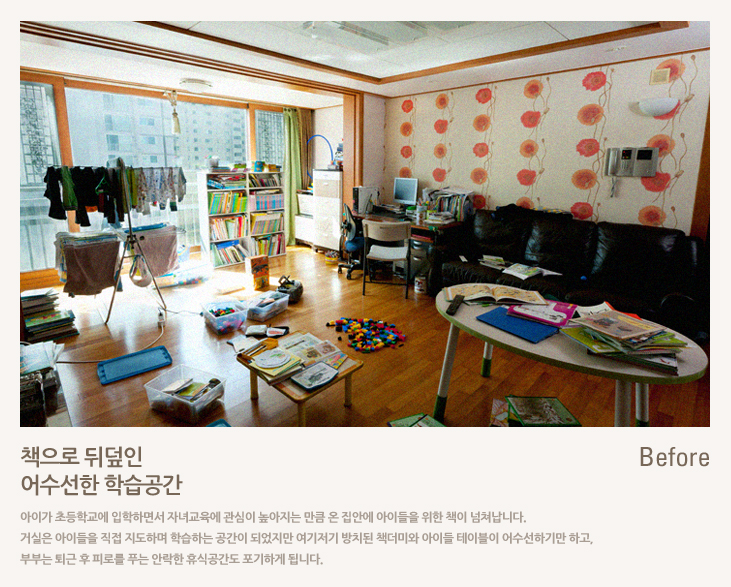 책으로 뒤덮인
어수선한 학습공간
Before
아이가 초등학교에 입학하면서 자녀교육에 관심이 높아지는 만큼 온 집안에 아이들을 위한 책이 넘쳐납니다.
거실은 아이들을 직접 지도하며 학습하는 공간이 되었지만 여기저기 방치된 책더미와 아이들 테이블이 어수선하기만 하고,
부부는 퇴근 후 피로를 푸는 안락한 휴식공간도 포기하게 됩니다.